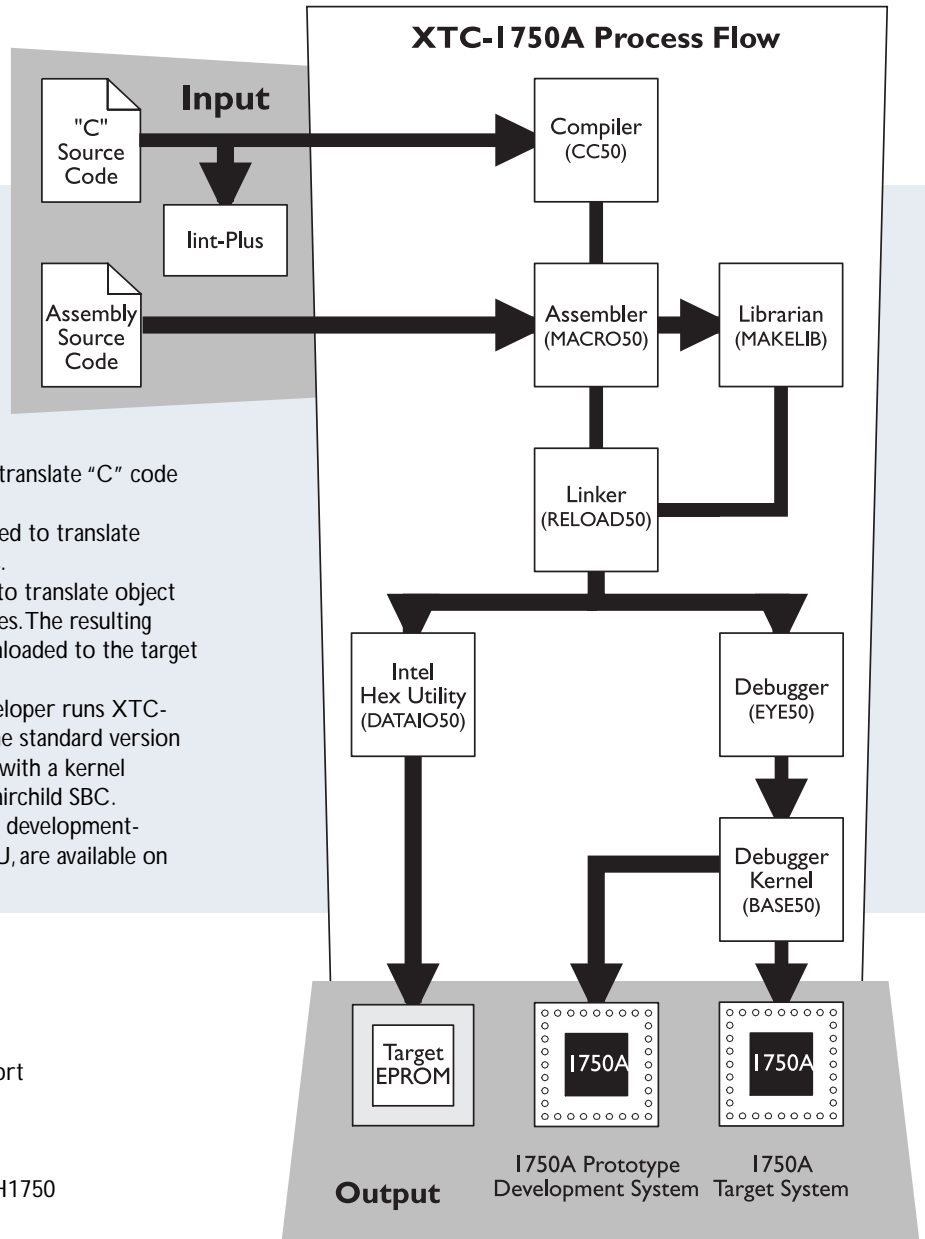 XTC-1750A Process Flow
Input
"C"
Source
Code
Compiler
(CC50)
lint-Plus
Assembly
Source
Code
Assembler
(MACRO50)
Librarian
(MAKELIB)
translate “C” code
ed to translate
to translate object
es. The resulting
nloaded to the target
eloper runs XTC-
ne standard version
with a kernel
airchild SBC.
development-
U, are available on
Linker
(RELOAD50)
Intel
Hex Utility
(DATAIO50)
Debugger
(EYE50)
Debugger
Kernel
(BASE50)
ort
H1750
Target
EPROM
1750A
1750A
Output
1750A Prototype
Development System
1750A
Target System